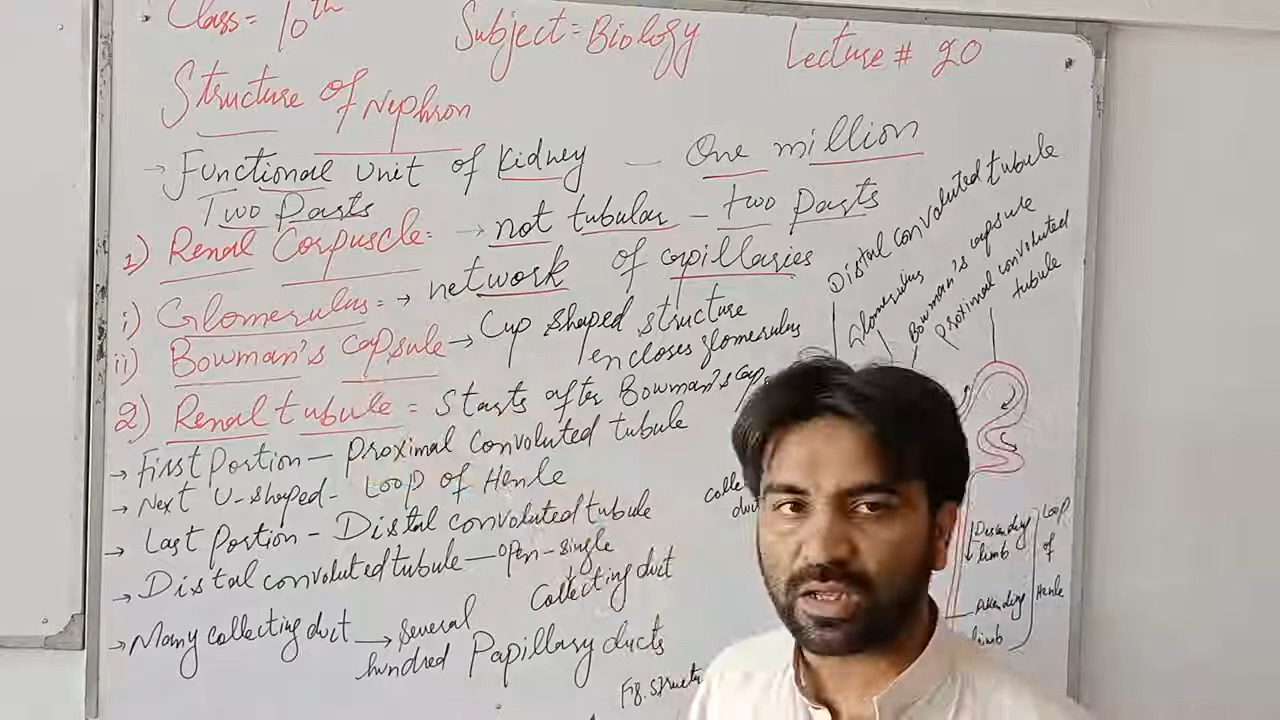 Class = 10th Subject = Biology Lecture # 20
Structure of Nephron
→ Functional unit of kidney — One million
Two Parts
1) Renal Corpuscle = → not tubular — two parts
i) Glomerulus = → network of capillaries
ii) Bowman's capsule → Cup shaped structure
encloses glomerulus
2) Renal tubule = Starts after Bowman's cap
→ First Portion — Proximal convoluted tubule
→ Next U-shaped - Loop of Henle
→ Last Portion — Distal convoluted tubule
→ Distal convoluted tubule — open - single
collecting duct
→ Many collecting duct → Several
hundred Papillary ducts
Distal convoluted tubule
Glomerulus
Bowman's capsule
Proximal convoluted
tubule
colle
duct
Descending
limb
Ascending
limb
Loop
of
Henle
Fig. structu